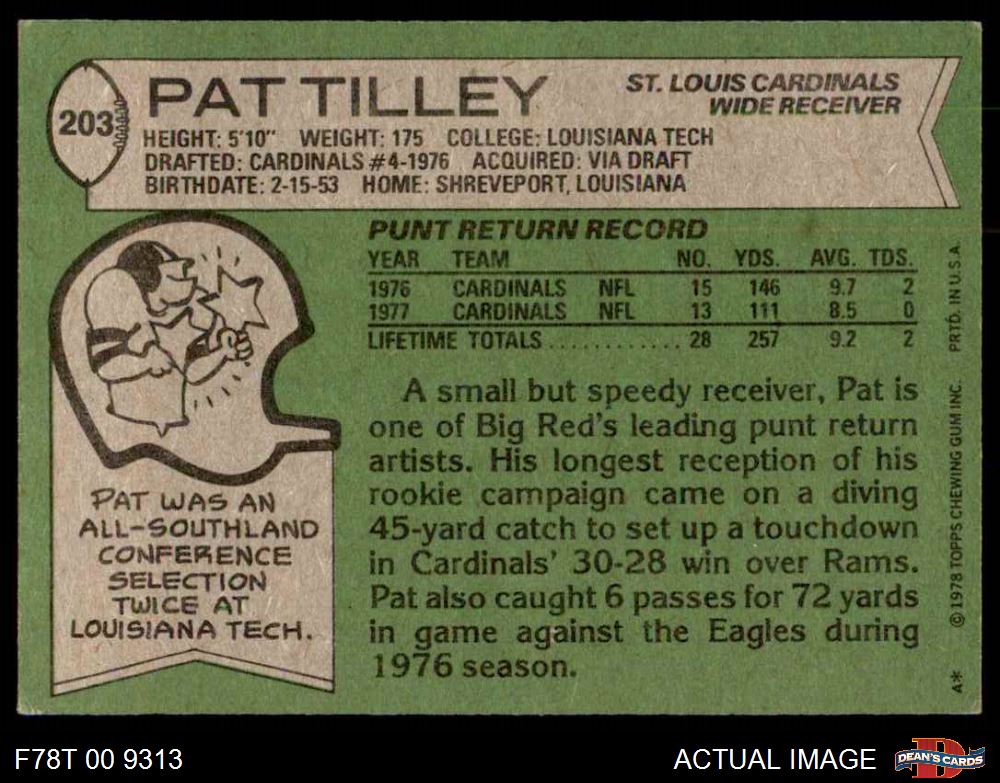 203
PAT TILLEY
ST. LOUIS CARDINALS
WIDE RECEIVER
HEIGHT: 5'10" WEIGHT: 175 COLLEGE: LOUISIANA TECH
DRAFTED: CARDINALS #4-1976 ACQUIRED: VIA DRAFT
BIRTHDATE: 2-15-53 HOME: SHREVEPORT, LOUISIANA
PUNT RETURN RECORD
YEAR TEAM NO. YDS. AVG. TDS.
1976 CARDINALS NFL 15 146 9.7 2
1977 CARDINALS NFL 13 111 8.5 0
LIFETIME TOTALS............ 28 257 9.2 2
A small but speedy receiver, Pat is
one of Big Red's leading punt return
artists. His longest reception of his
rookie campaign came on a diving
45-yard catch to set up a touchdown
in Cardinals' 30-28 win over Rams.
Pat also caught 6 passes for 72 yards
in game against the Eagles during
1976 season.
PAT WAS AN
ALL-SOUTHLAND
CONFERENCE
SELECTION
TWICE AT
LOUISIANA TECH.
A* ©1978 TOPPS CHEWING GUM INC. PRTD. IN U.S.A.
F78T 00 9313
ACTUAL IMAGE
D
DEAN'S CARDS